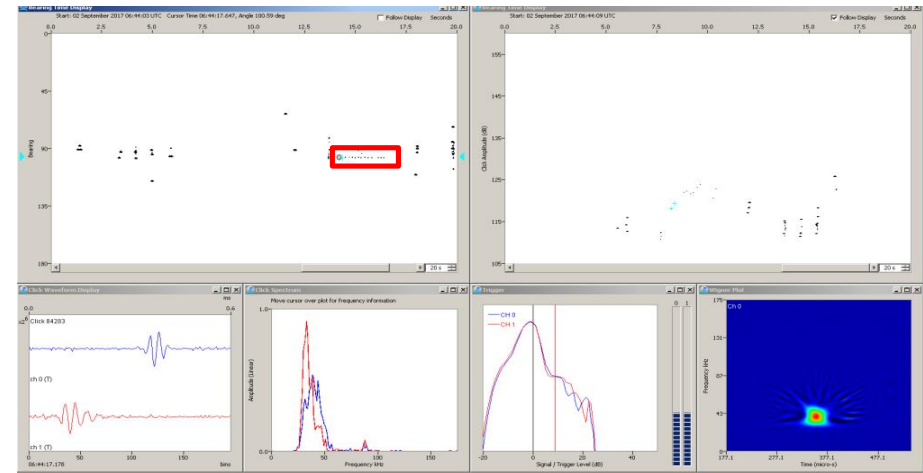 Bearing Time Display
Start: 02 September 2017 06:44:03 UTC Cursor Time 06:44:17.647, Angle 100.59 deg
Follow Display Seconds
0.0 2.5 5.0 7.5 10.0 12.5 15.0 17.5 20.0
0
45
90
135
180
Bearing
20 s
Bearing Time Display
Start: 02 September 2017 06:44:09 UTC
Follow Display Seconds
0.0 2.5 5.0 7.5 10.0 12.5 15.0 17.5 20.0
155
145
135
125
115
105
Click Amplitude (dB)
20 s
Click Waveform Display
ms
0.0 0.6
Click 84283
ch 0 (T)
ch 1 (T)
0 50 100 150
06:44:17.178 bins
Click Spectrum
Move cursor over plot for frequency information
1.0
0.0
Amplitude (Linear)
0 50 100 150
Frequency kHz
Trigger
0 1
CH 0
CH 1
-20 0 20 40
Signal / Trigger Level (dB)
Wigner Plot
Ch 0
175
131
87
43
Frequency kHz
177.1 277.1 377.1 477.1
Time (micro-s)